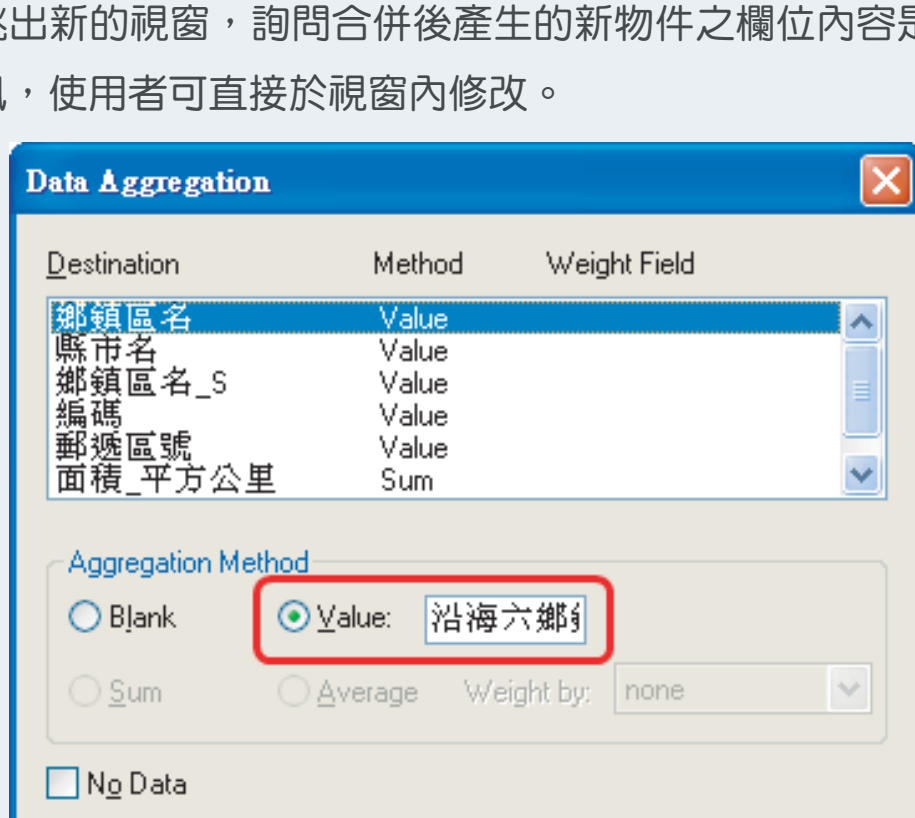 出新的視窗，詢問合併後產生的新物件之欄位內容是
，使用者可直接於視窗內修改。
Data Aggregation
Destination Method Weight Field
鄉鎮區名 Value
縣市名 Value
鄉鎮區名_S Value
編碼 Value
郵遞區號 Value
面積_平方公里 Sum
Aggregation Method
Blank Value: 沿海六鄉
Sum Average Weight by: none
No Data